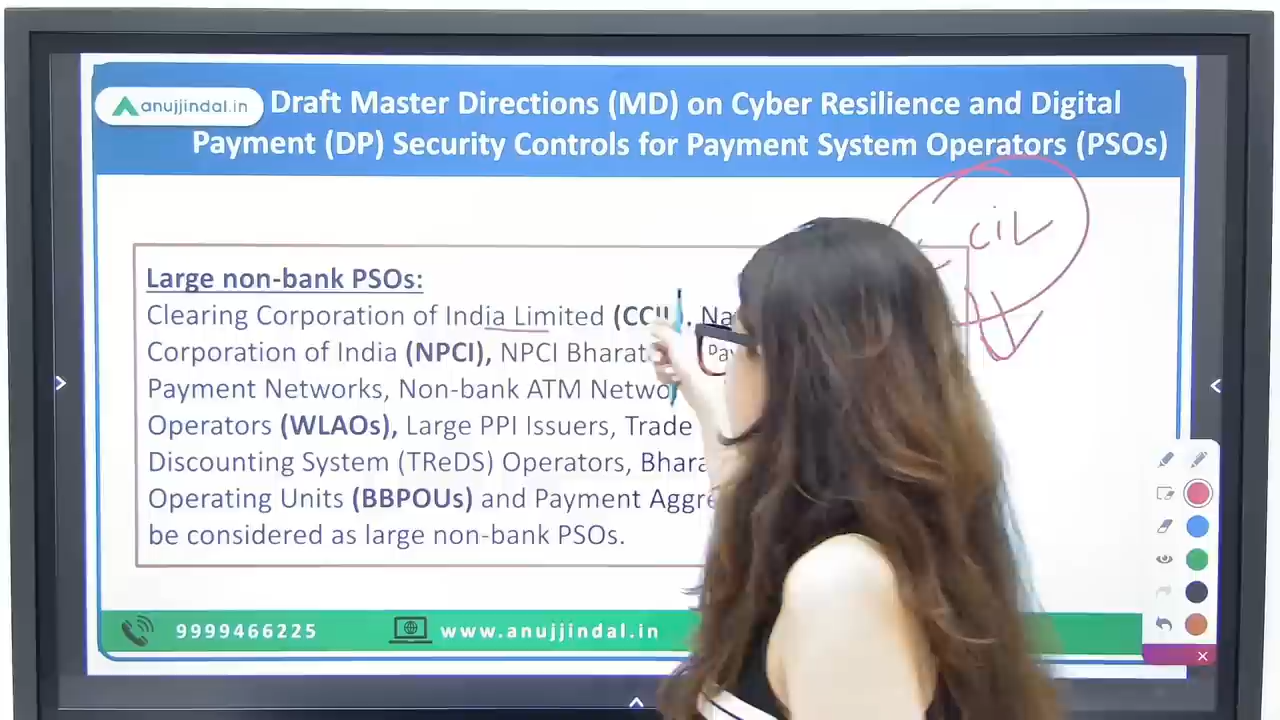 anujjindal.in
Draft Master Directions (MD) on Cyber Resilience and Digital
Payment (DP) Security Controls for Payment System Operators (PSOs)
CiL
Large non-bank PSOs:
Clearing Corporation of India Limited (CCIL), Na
Corporation of India (NPCI), NPCI Bharat Pay
Payment Networks, Non-bank ATM Netwo
Operators (WLAOs), Large PPI Issuers, Trade
Discounting System (TReDS) Operators, Bhara
Operating Units (BBPOUs) and Payment Aggre
be considered as large non-bank PSOs.
9999466225
www.anujjindal.in